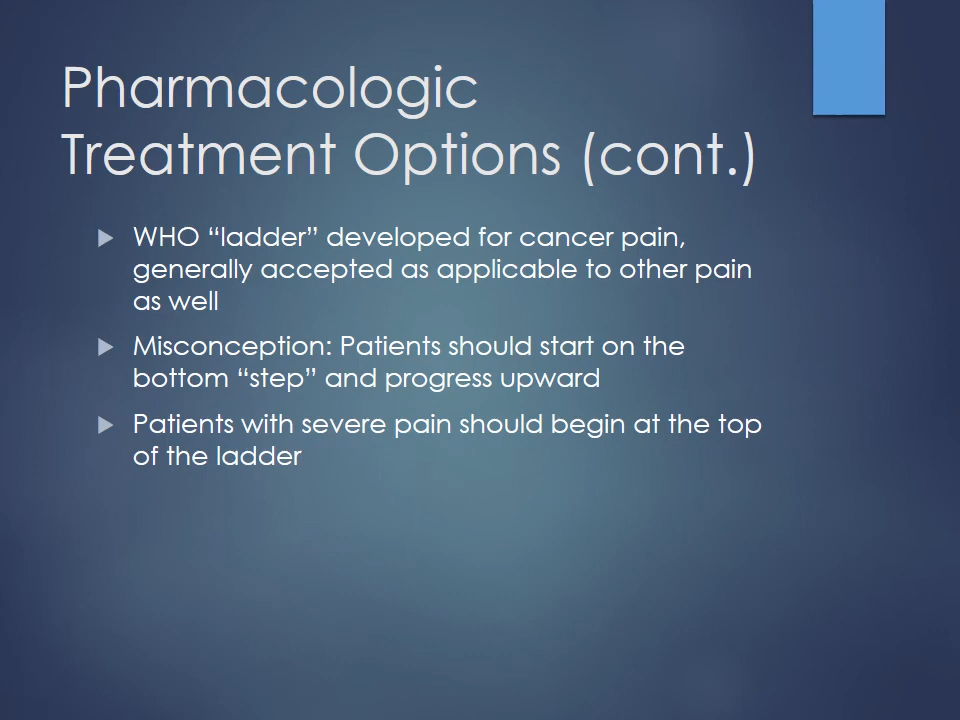 Pharmacologic
Treatment Options (cont.)
WHO “ladder” developed for cancer pain,
generally accepted as applicable to other pain
as well
Misconception: Patients should start on the
bottom “step” and progress upward
Patients with severe pain should begin at the top
of the ladder